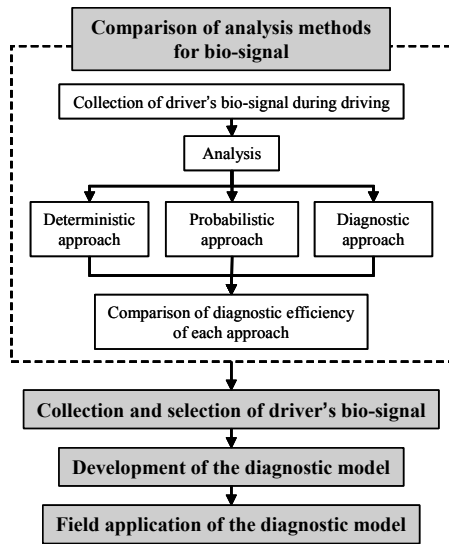 Comparison of analysis methods
for bio-signal
Collection of driver's bio-signal during driving
Analysis
Deterministic
approach
Probabilistic
approach
Diagnostic
approach
Comparison of diagnostic efficiency
of each approach
Collection and selection of driver's bio-signal
Development of the diagnostic model
Field application of the diagnostic model